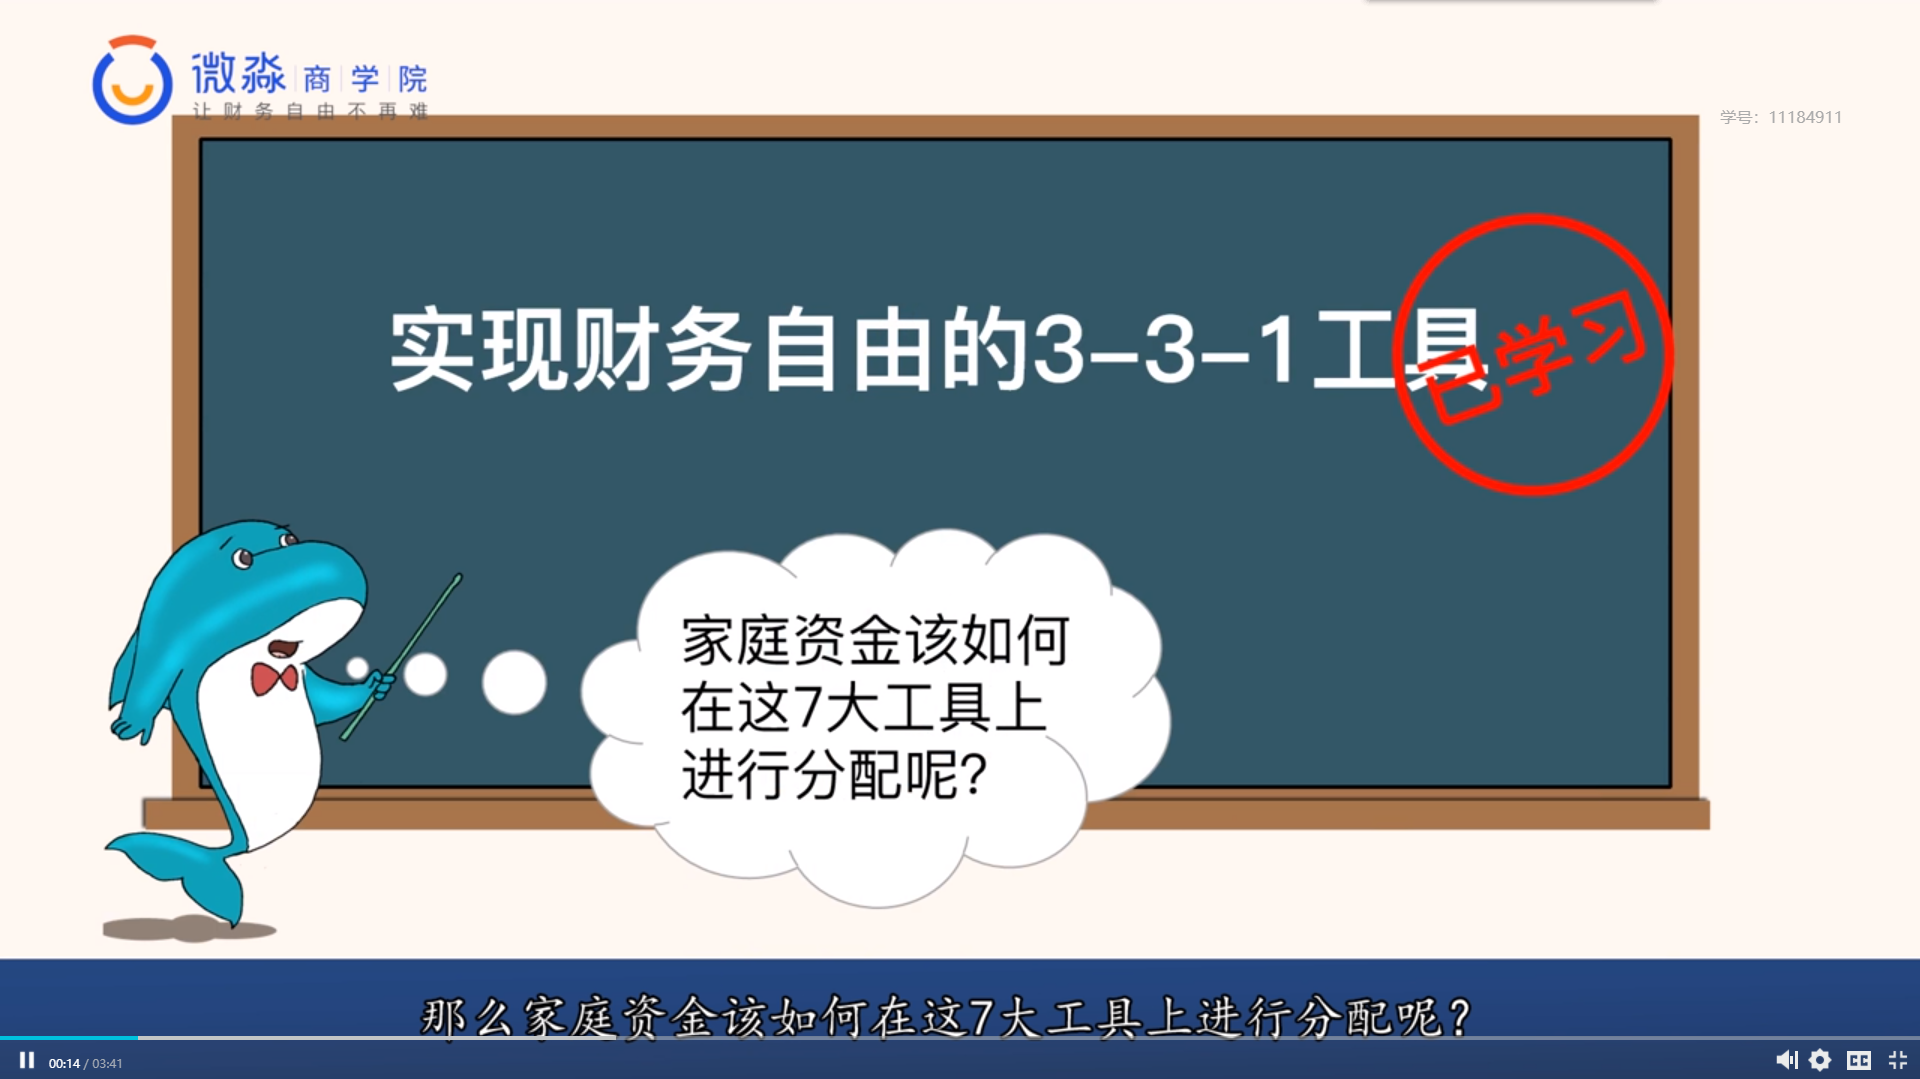 微淼 商 学 院
让财务自由不再难
学号：11184911
实现财务自由的3-3-1工具
已学习
家庭资金该如何
在这7大工具上
进行分配呢?
那么家庭资金该如何在这7大工具上进行分配呢?
00:14 / 03:41
CC